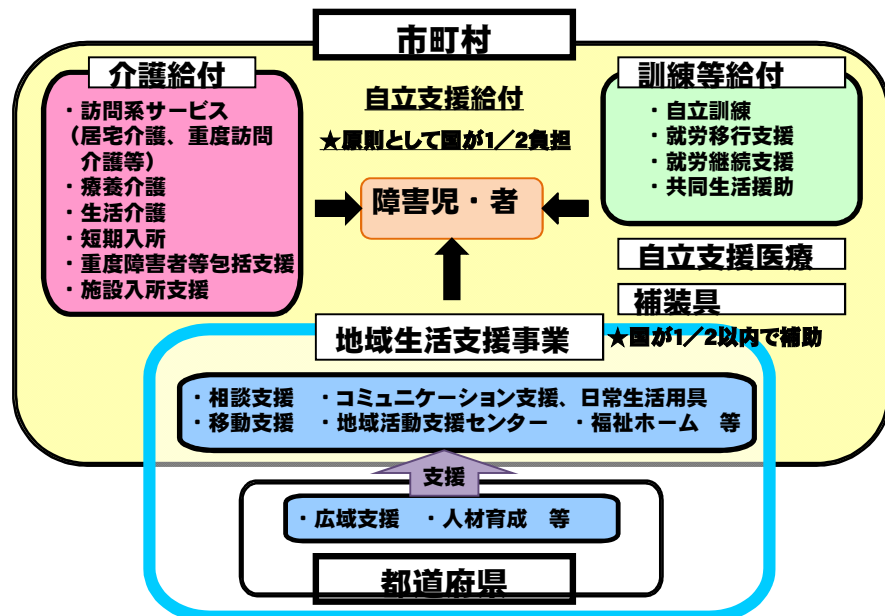 市町村
介護給付
・訪問系サービス
（居宅介護、重度訪問
介護等）
・療養介護
・生活介護
・短期入所
・重度障害者等包括支援
・施設入所支援
自立支援給付
★原則として国が1／2負担
障害児・者
訓練等給付
・自立訓練
・就労移行支援
・就労継続支援
・共同生活援助
自立支援医療
補装具
地域生活支援事業
★国が1／2以内で補助
・相談支援　・コミュニケーション支援、日常生活用具
・移動支援　・地域活動支援センター　・福祉ホーム　等
支援
・広域支援　・人材育成　等
都道府県